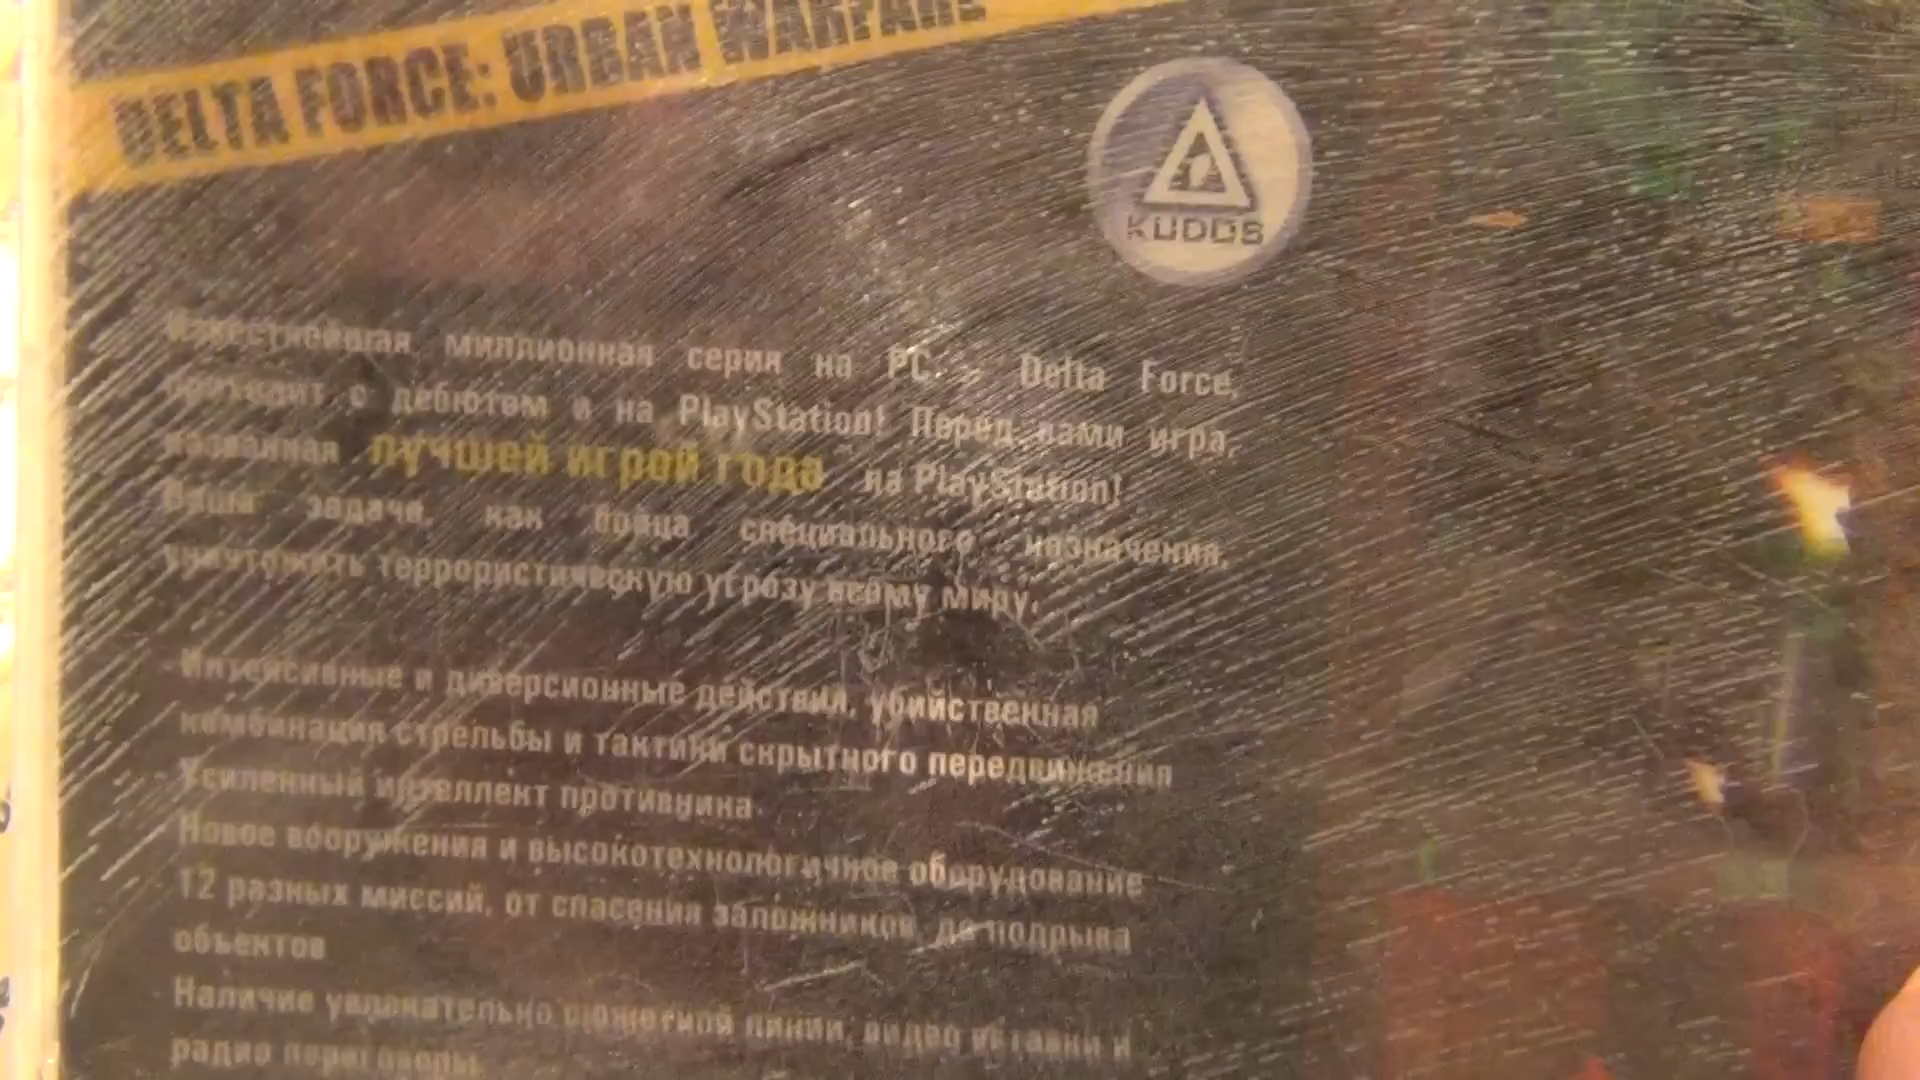 DELTA FORCE: URBAN WARFARE
KUDOS
Известнейшая миллионная серия на PC - Delta Force,
приходит с дебютом и на PlayStation! Перед вами игра,
названная лучшей игрой года на PlayStation!
Ваша задача, как бойца специального назначения,
уничтожить террористическую угрозу всему миру.
- Интенсивные и диверсионные действия, убийственная
комбинация стрельбы и тактики скрытного передвижения
- Усиленный интеллект противника
- Новое вооружения и высокотехнологичное оборудование
- 12 разных миссий, от спасения заложников, до подрыва
объектов
- Наличие увлекательно сюжетной линии, видео вставки и
радио переговоры